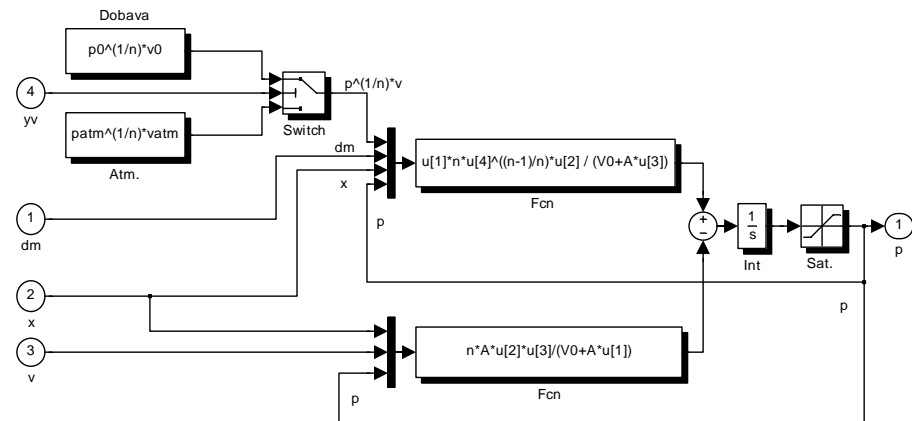 Dobava
p0^(1/n)*v0
4
yv
p^(1/n)*v
Switch
patm^(1/n)*vatm
Atm.
dm
x
p
u[1]*n*u[4]^((n-1)/n)*u[2] / (V0+A*u[3])
Fcn
1
dm
+
−
1
s
Int
Sat.
1
p
2
x
p
3
v
p
n*A*u[2]*u[3]/(V0+A*u[1])
Fcn